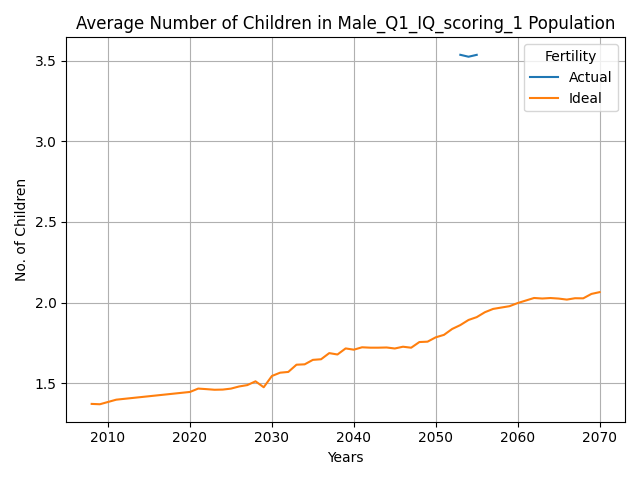 Average Number of Children in Male_Q1_IQ_scoring_1 Population
Fertility
Actual
Ideal
No. of Children
3.5
3.0
2.5
2.0
1.5
2010 2020 2030 2040 2050 2060 2070
Years